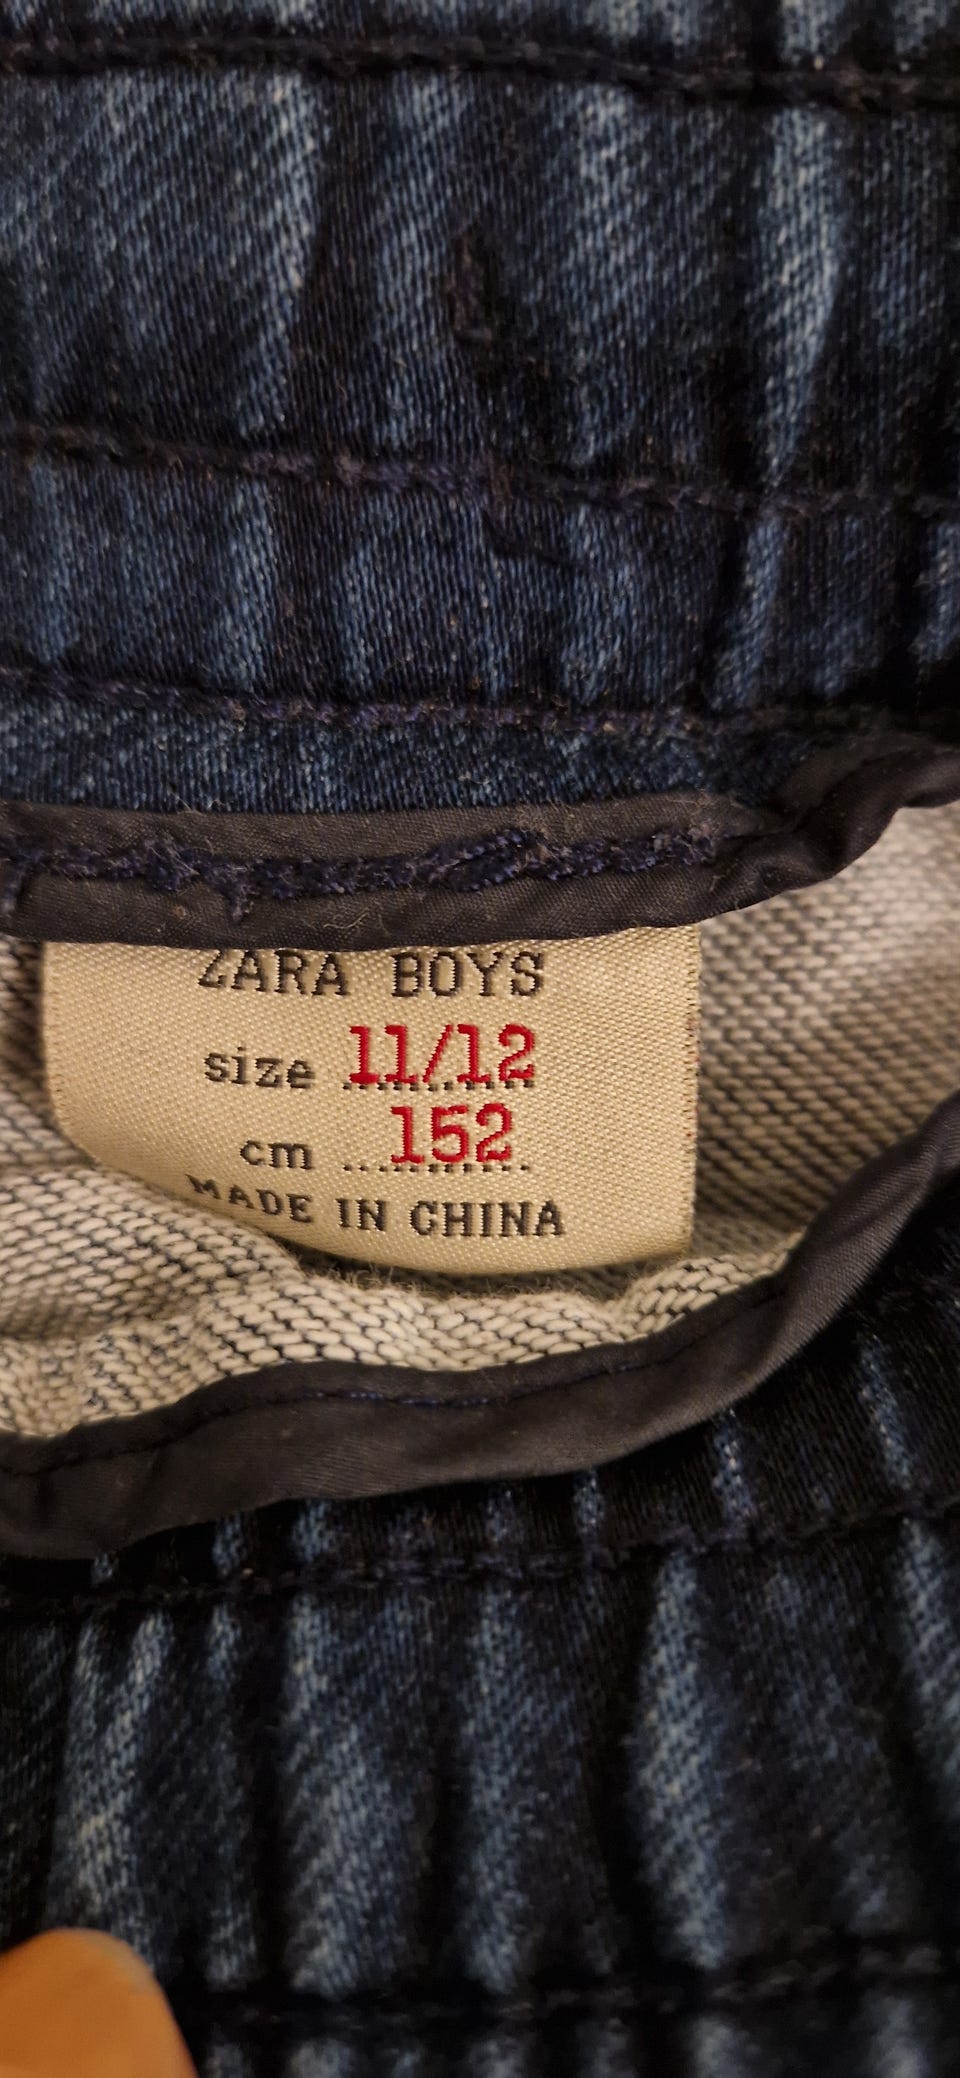 ZARA BOYS
size 11/12
cm 152
MADE IN CHINA